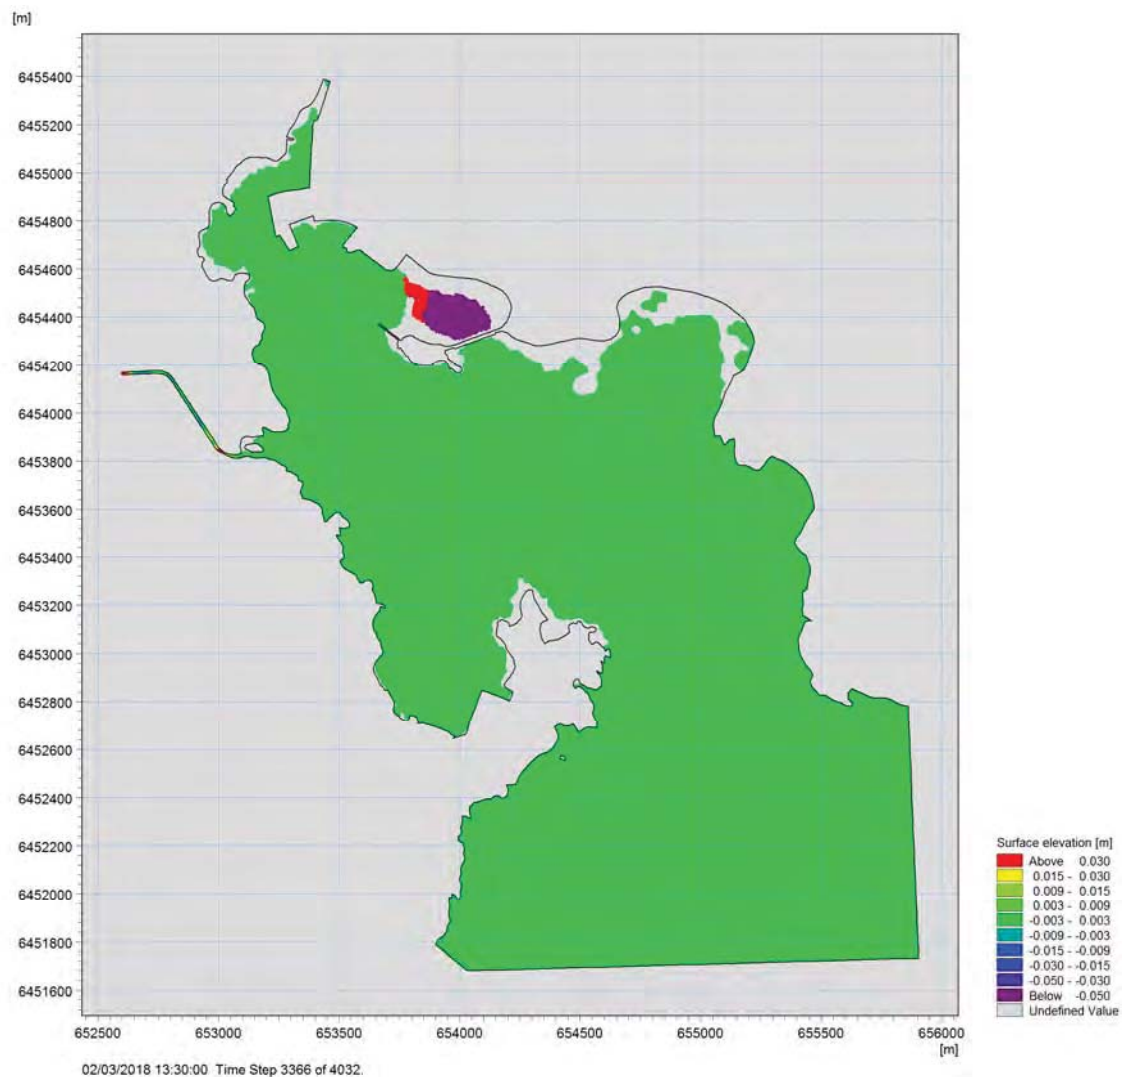 [m]
6455400
6455200
6455000
6454800
6454600
6454400
6454200
6454000
6453800
6453600
6453400
6453200
6453000
6452800
6452600
6452400
6452200
6452000
6451800
6451600
652500 653000 653500 654000 654500 655000 655500 656000
[m]
Surface elevation [m]
Above 0.030
0.015 - 0.030
0.009 - 0.015
0.003 - 0.009
-0.003 - 0.003
-0.009 - -0.003
-0.015 - -0.009
-0.030 - -0.015
-0.050 - -0.030
Below -0.050
Undefined Value
02/03/2018 13:30:00 Time Step 3366 of 4032.